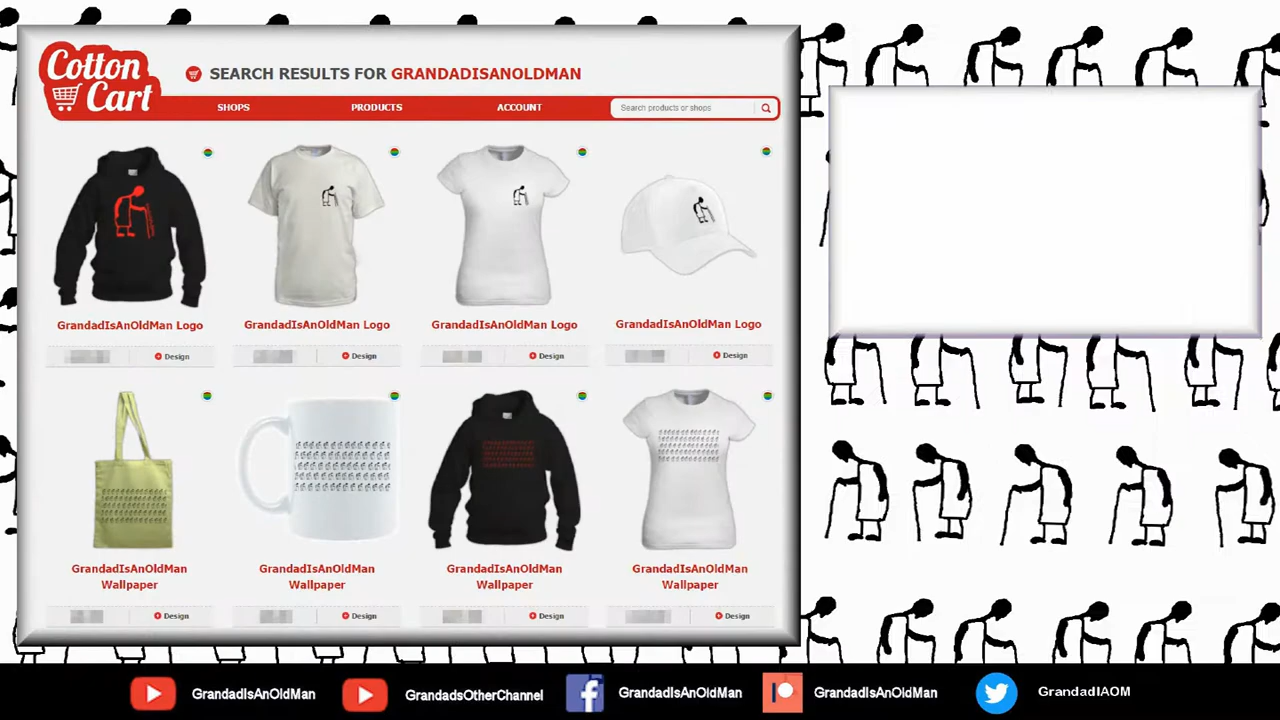 Cotton
Cart
SEARCH RESULTS FOR GRANDADISANOLDMAN
SHOPS PRODUCTS ACCOUNT Search products or shops
GrandadIsAnOldMan Logo GrandadIsAnOldMan Logo GrandadIsAnOldMan Logo GrandadIsAnOldMan Logo
Design Design Design Design
GrandadIsAnOldMan GrandadIsAnOldMan GrandadIsAnOldMan GrandadIsAnOldMan
Wallpaper Wallpaper Wallpaper Wallpaper
Design Design Design Design
GrandadIsAnOldMan GrandadsOtherChannel GrandadIsAnOldMan GrandadIsAnOldMan GrandadIAOM